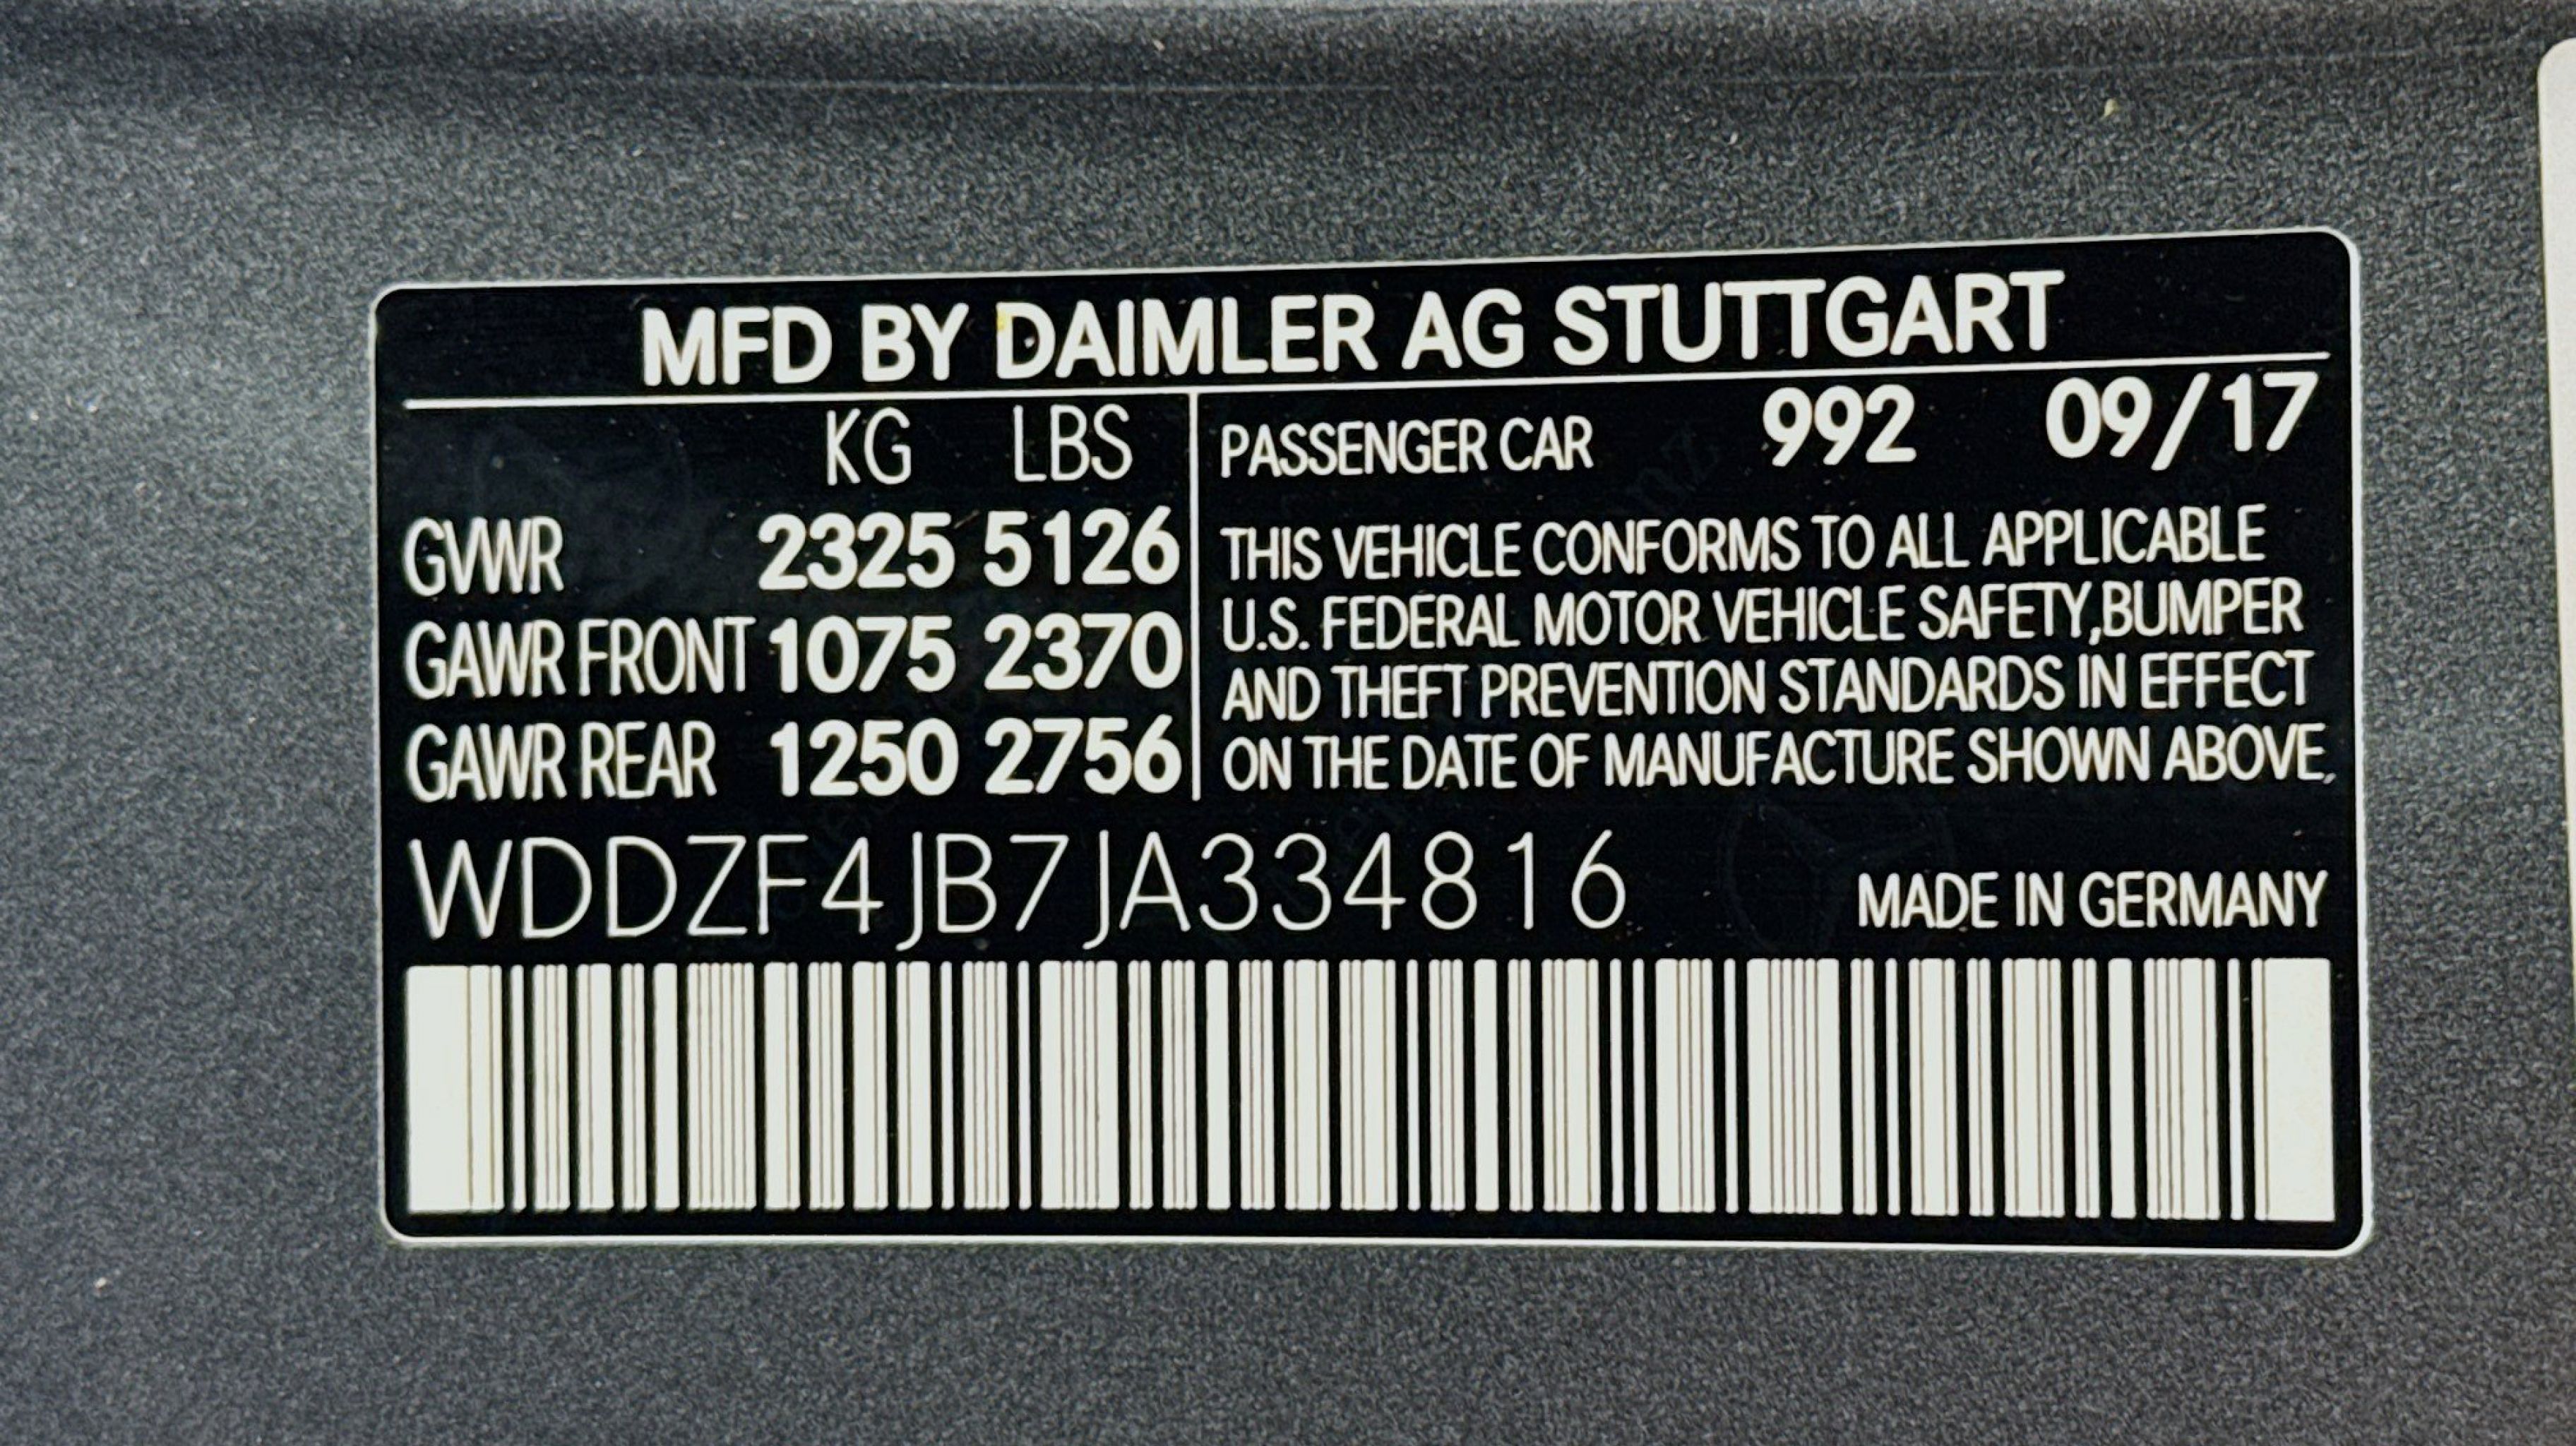 MFD BY DAIMLER AG STUTTGART
KG LBS
GVWR 2325 5126
GAWR FRONT 1075 2370
GAWR REAR 1250 2756
PASSENGER CAR 992 09/17
THIS VEHICLE CONFORMS TO ALL APPLICABLE
U.S. FEDERAL MOTOR VEHICLE SAFETY,BUMPER
AND THEFT PREVENTION STANDARDS IN EFFECT
ON THE DATE OF MANUFACTURE SHOWN ABOVE.
WDDZF4JB7JA334816
MADE IN GERMANY